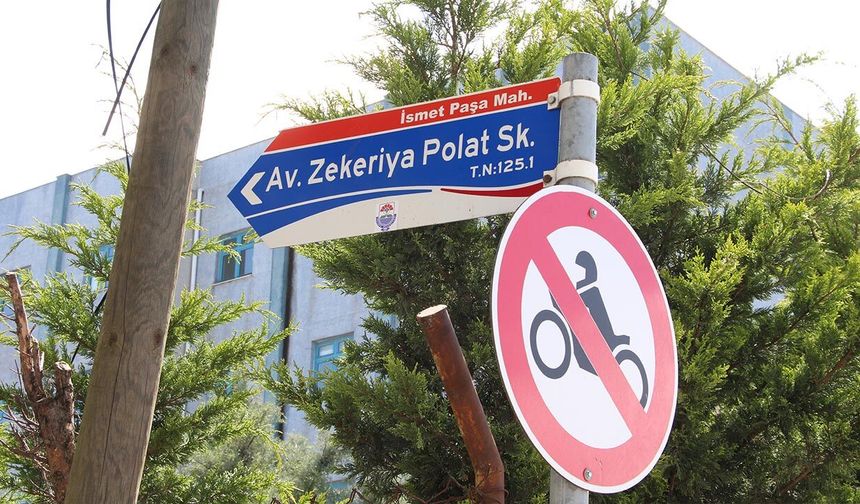 İsmet Paşa Mah.
Av. Zekeriya Polat Sk.
T.N:125.1